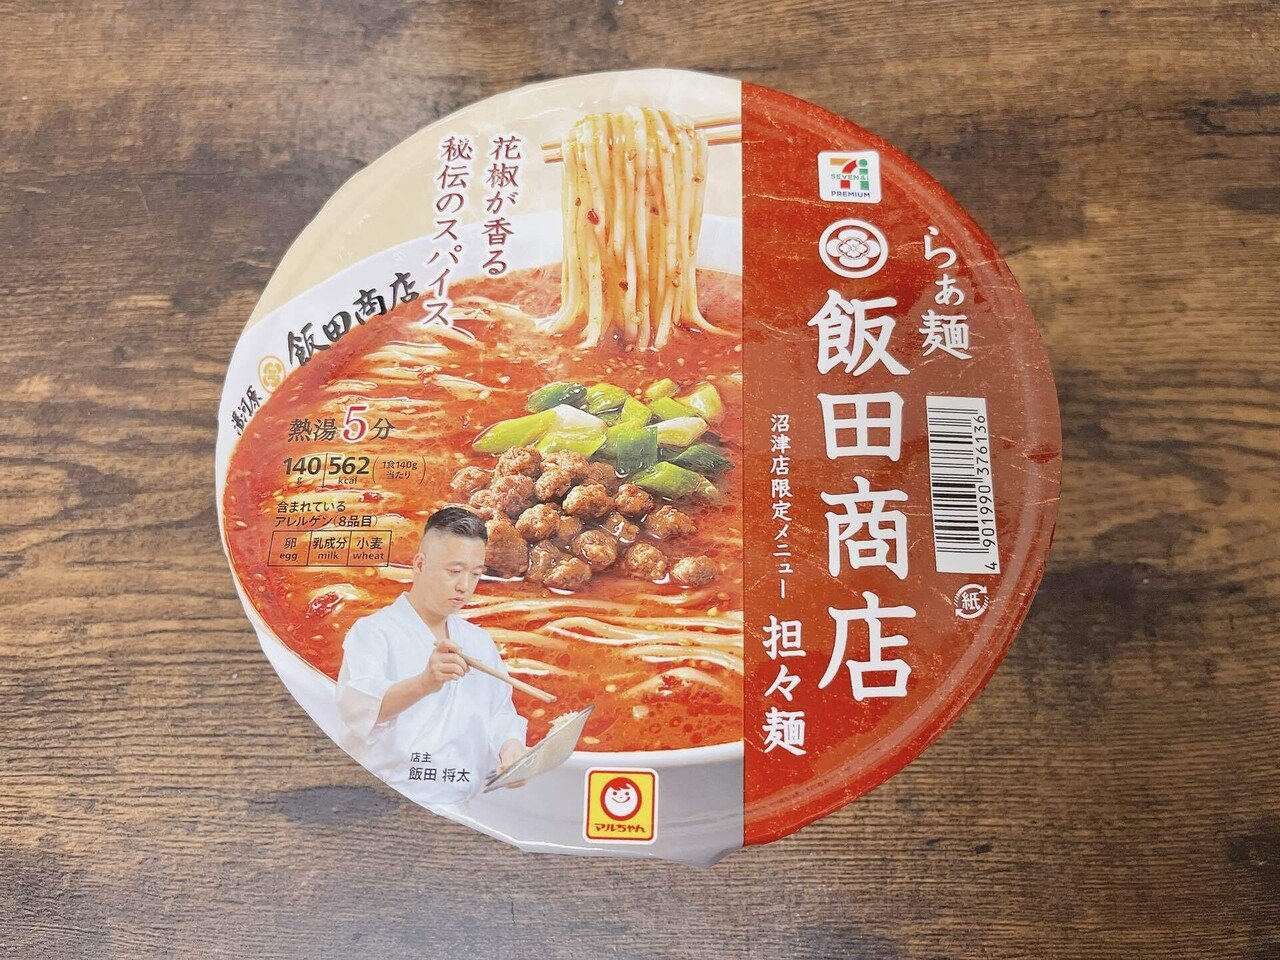 花椒が香る
秘伝のスパイス
湯河原 飯田商店
熱湯5分
140g 562kcal (1食140g当たり)
含まれている
アレルゲン(8品目)
卵 乳成分 小麦
egg milk wheat
店主
飯田 将太
マルちゃん
SEVEN&i
PREMIUM
らぁ麺
飯田商店
沼津店限定メニュー 担々麺
4 901990 376136
紙